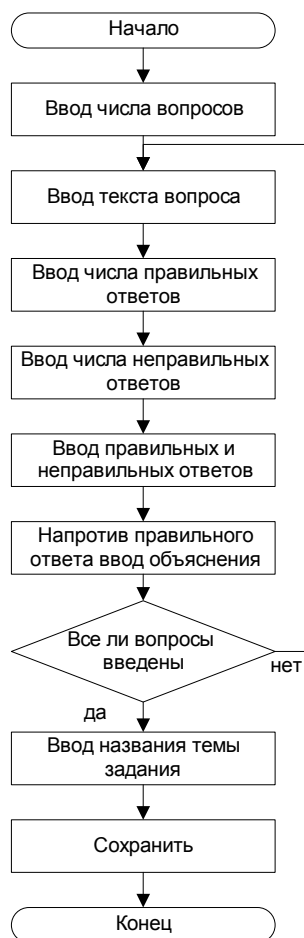 Начало
Ввод числа вопросов
Ввод текста вопроса
Ввод числа правильных
ответов
Ввод числа неправильных
ответов
Ввод правильных и
неправильных ответов
Напротив правильного
ответа ввод объяснения
Все ли вопросы
введены
нет
да
Ввод названия темы
задания
Сохранить
Конец